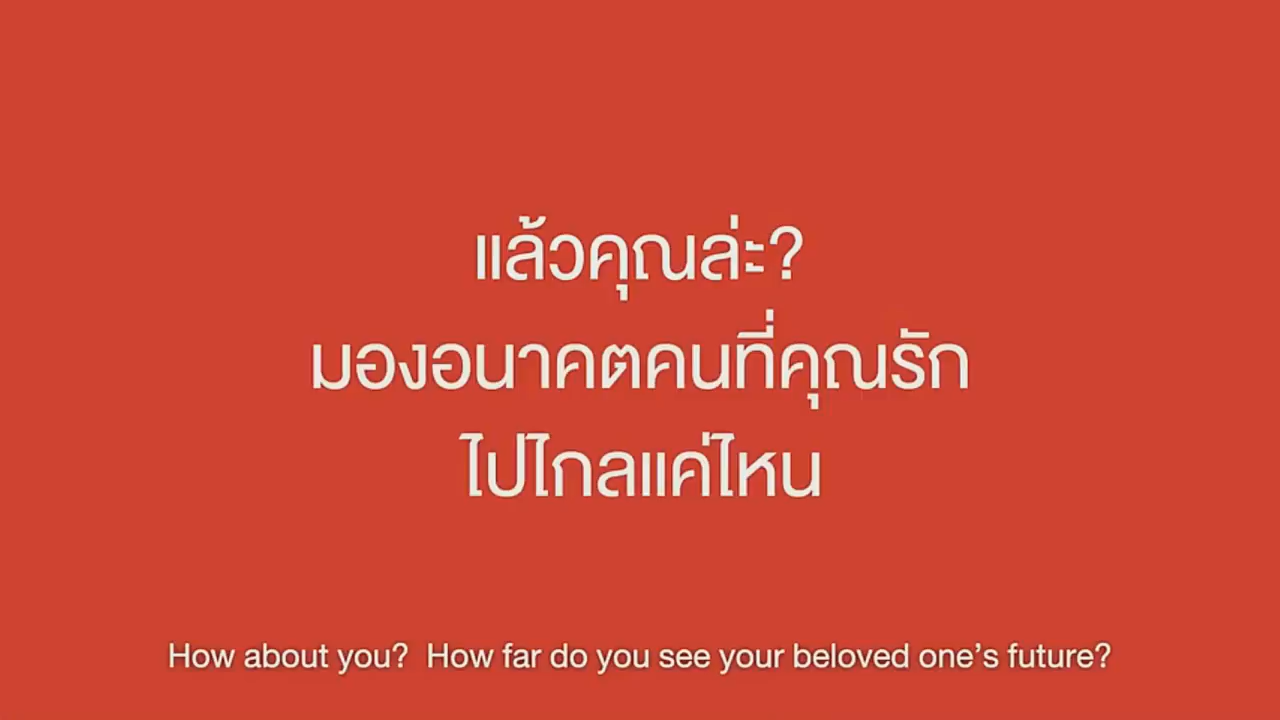 แล้วคุณล่ะ?
มองอนาคตคนที่คุณรัก
ไปไกลแค่ไหน
How about you?  How far do you see your beloved one’s future?